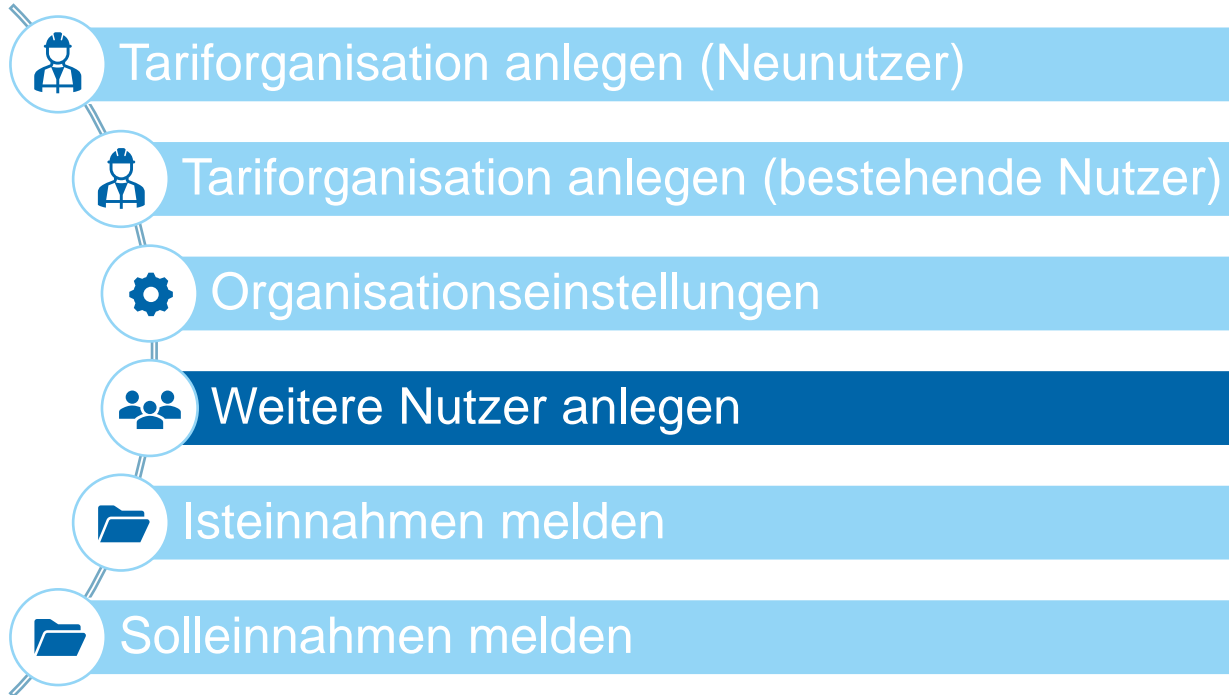 Tariforganisation anlegen (Neunutzer)
Tariforganisation anlegen (bestehende Nutzer)
Organisationseinstellungen
Weitere Nutzer anlegen
Isteinnahmen melden
Solleinnahmen melden